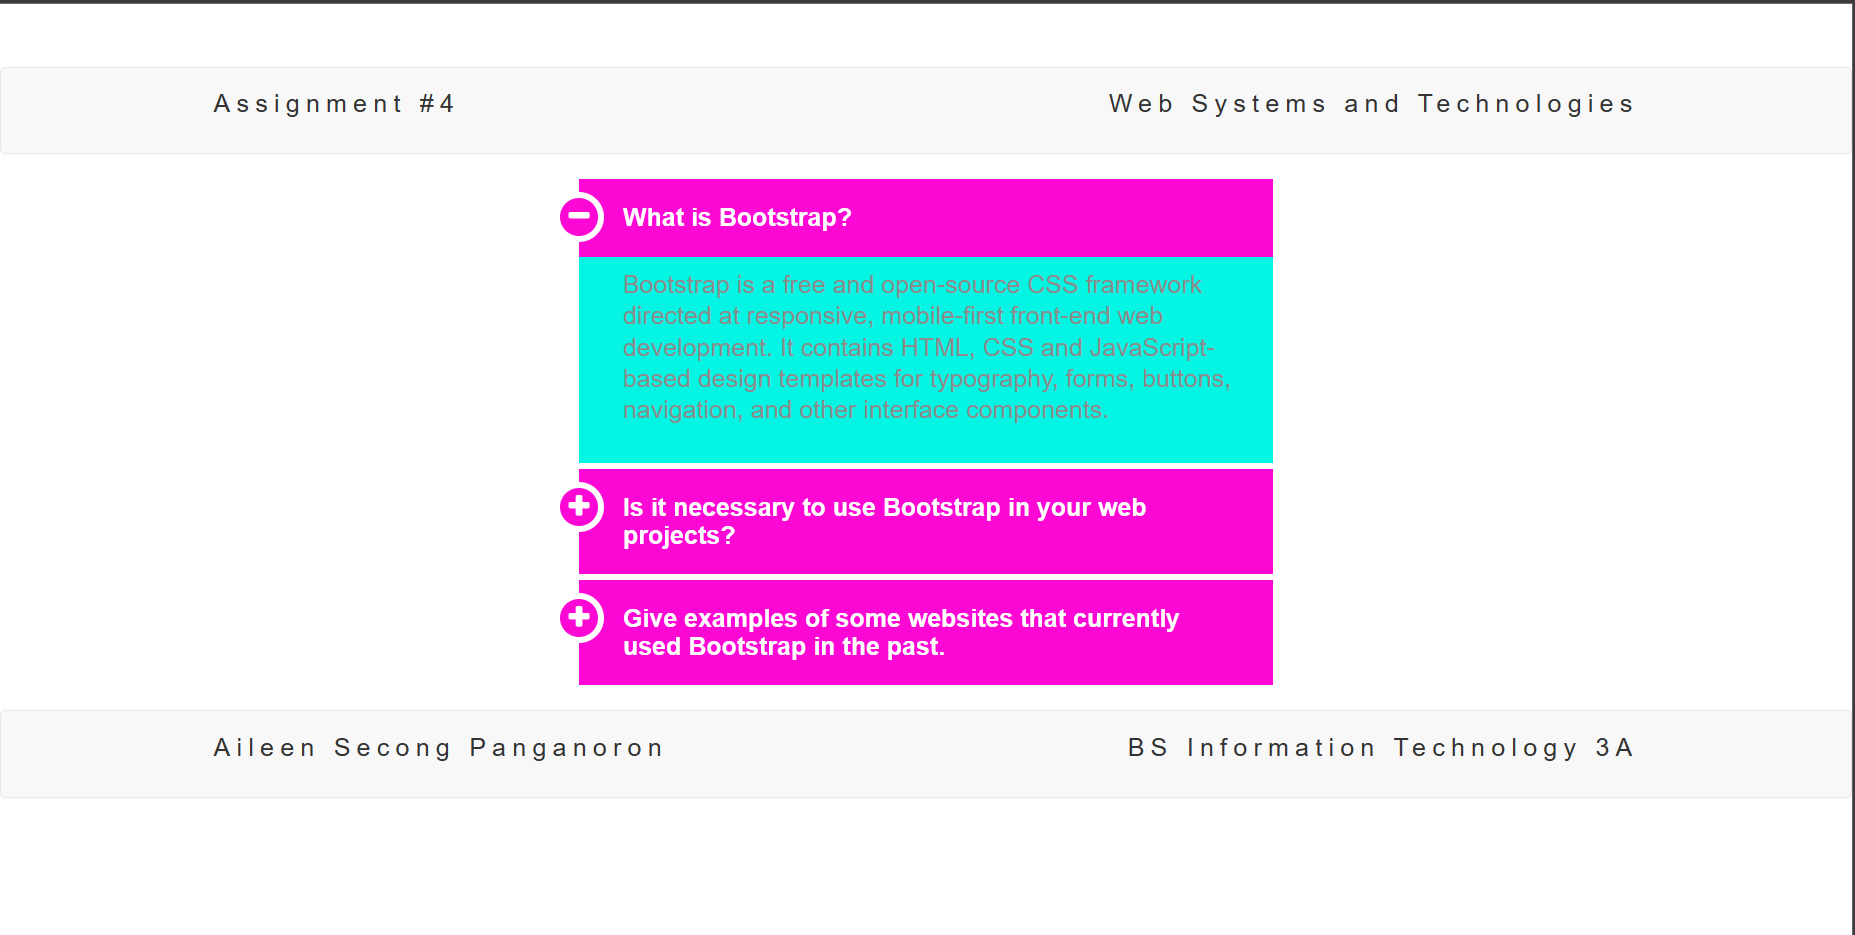 Assignment #4
Web Systems and Technologies
What is Bootstrap?
Bootstrap is a free and open-source CSS framework
directed at responsive, mobile-first front-end web
development. It contains HTML, CSS and JavaScript-
based design templates for typography, forms, buttons,
navigation, and other interface components.
Is it necessary to use Bootstrap in your web
projects?
Give examples of some websites that currently
used Bootstrap in the past.
Aileen Secong Panganoron
BS Information Technology 3A